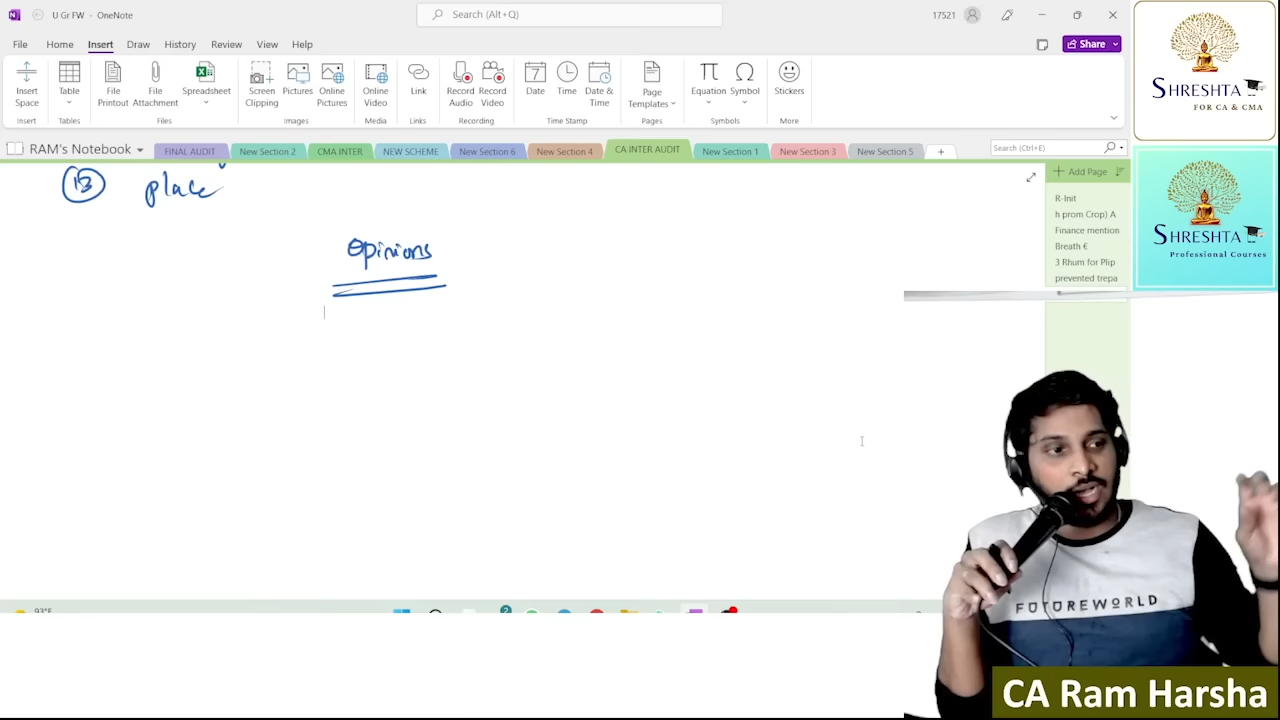 U Gr FW - OneNote
Search (Alt+Q)
17521
File Home Insert Draw History Review View Help
Share
Insert Space
Table
File Printout
File Attachment
Spreadsheet
Screen Clipping
Pictures
Online Pictures
Online Video
Link
Record Audio
Record Video
Date
Time
Date & Time
Page Templates
Equation
Symbol
Stickers
Insert Tables Files Images Media Links Recording Time Stamp Pages Symbols More
RAM's Notebook
FINAL AUDIT New Section 2 CMA INTER NEW SCHEME New Section 6 New Section 4 CA INTER AUDIT New Section 1 New Section 3 New Section 5
Search (Ctrl+E)
Add Page
R-Init
h prom Crop) A
Finance mention
Breath €
3 Rhum for Plip
prevented trepa
13 place
Opinions
93°F
SHRESHTA
FOR CA & CMA
SHRESHTA
Professional Courses
FUTUREWORLD
CA Ram Harsha